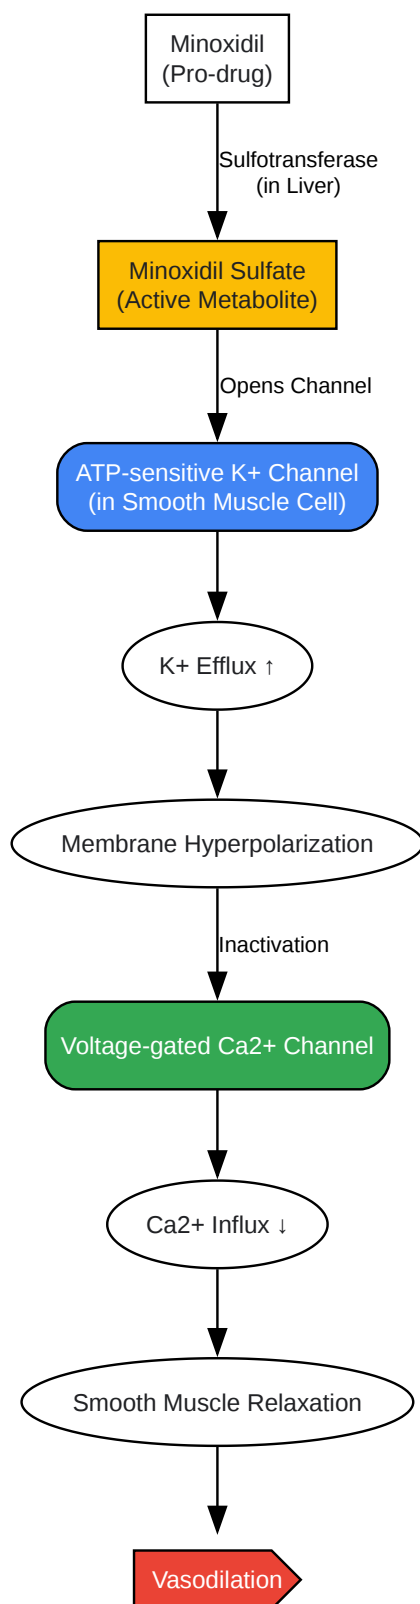 Minoxidil
(Pro-drug)
Sulfotransferase
(in Liver)
Minoxidil Sulfate
(Active Metabolite)
Opens Channel
ATP-sensitive K+ Channel
(in Smooth Muscle Cell)
K+ Efflux ↑
Membrane Hyperpolarization
Inactivation
Voltage-gated Ca2+ Channel
Ca2+ Influx ↓
Smooth Muscle Relaxation
Vasodilation